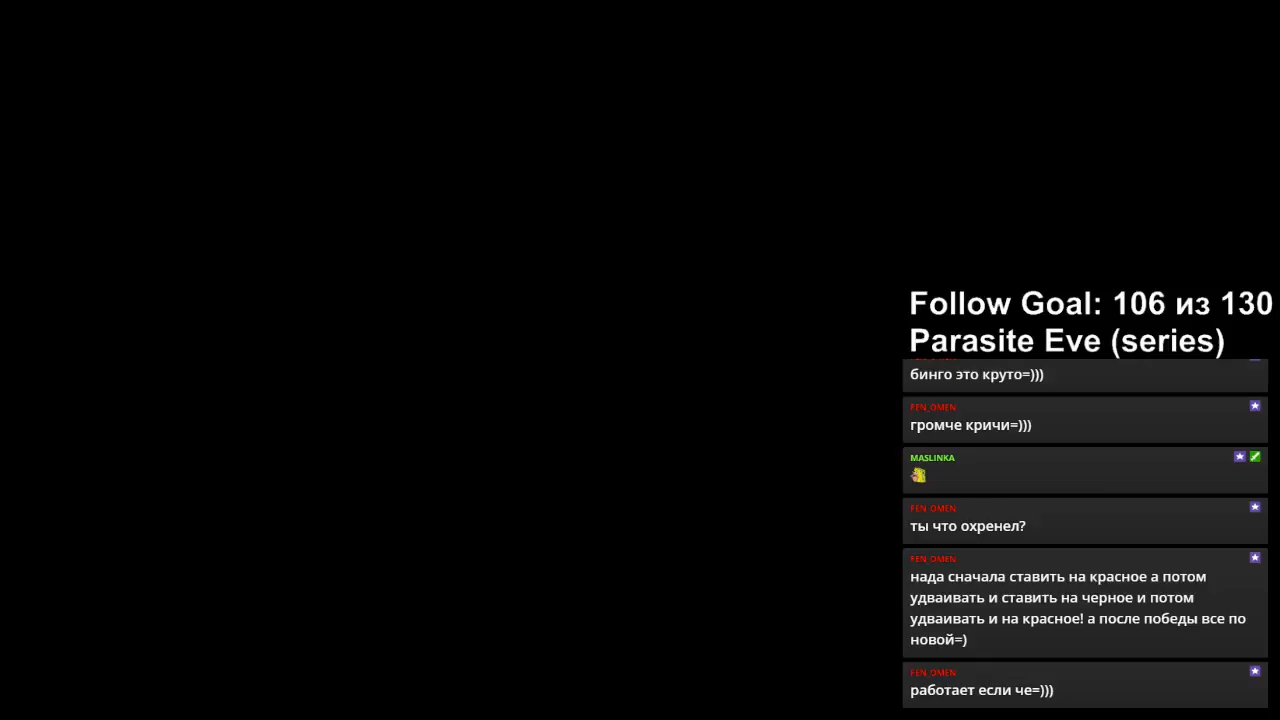 Follow Goal: 106 из 130
Parasite Eve (series)
бинго это круто=)))
FEN_OMEN
громче кричи=)))
MASLINKA
FEN_OMEN
ты что охренел?
FEN_OMEN
нада сначала ставить на красное а потом
удваивать и ставить на черное и потом
удваивать и на красное! а после победы все по
новой=)
FEN_OMEN
работает если че=)))